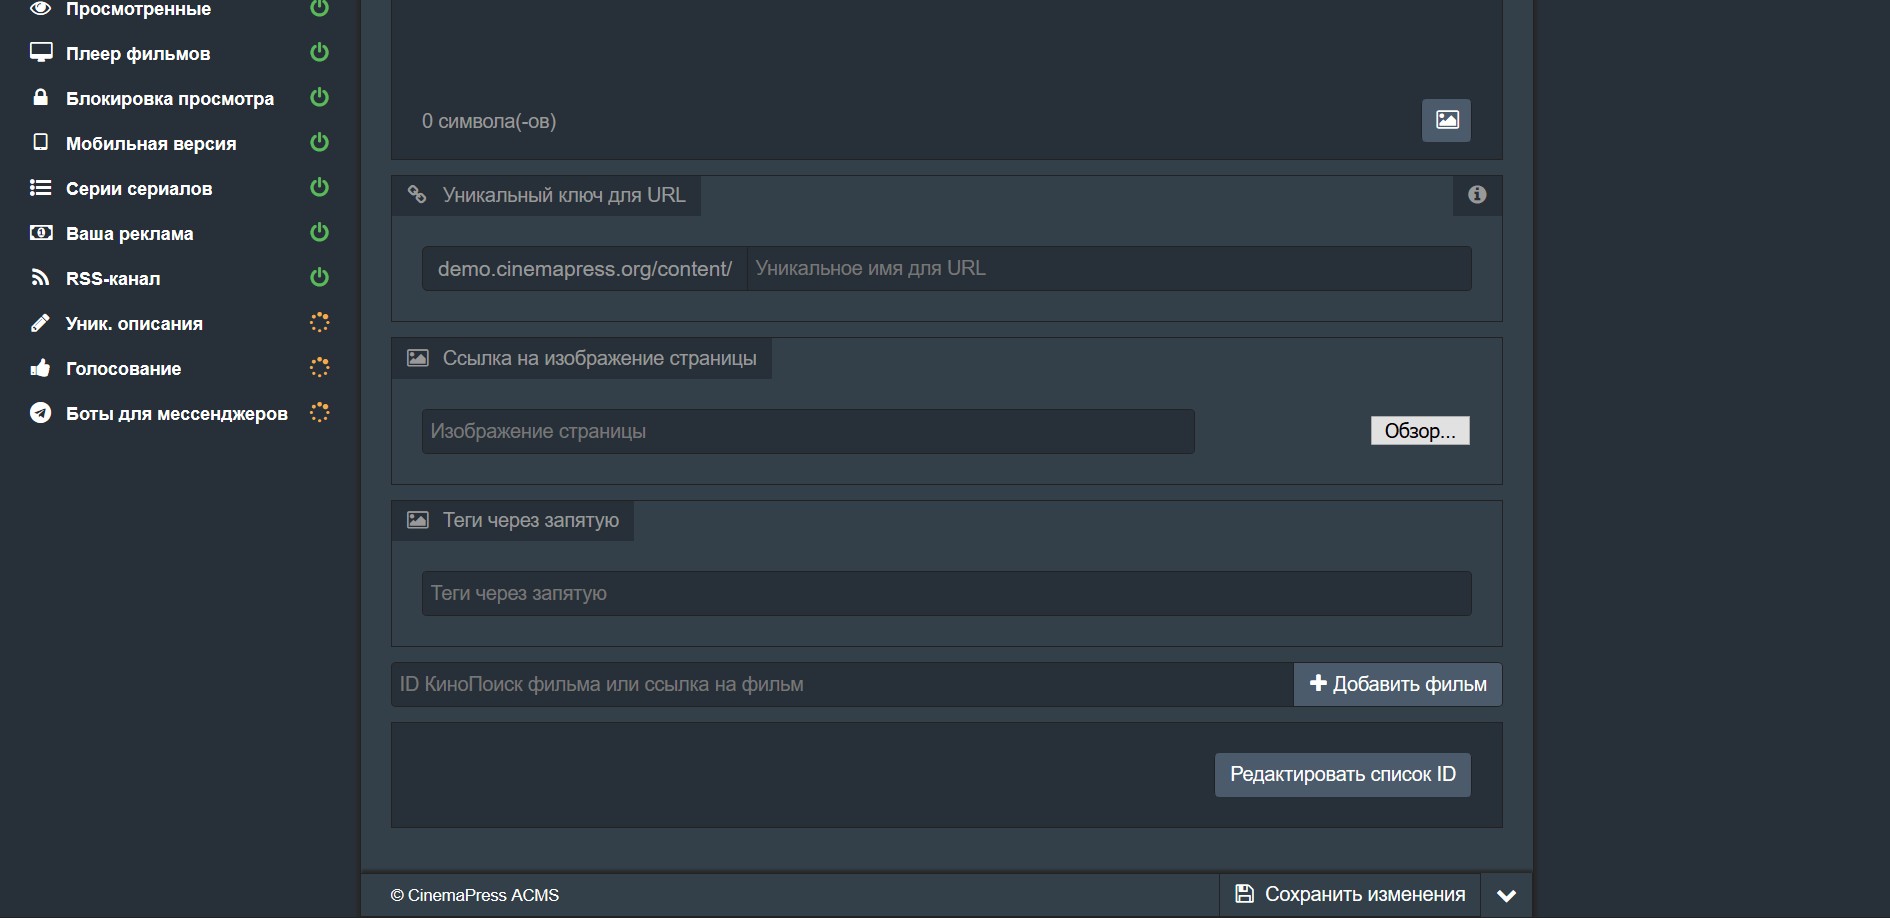 Просмотренные
Плеер фильмов
Блокировка просмотра
Мобильная версия
Серии сериалов
Ваша реклама
RSS-канал
Уник. описания
Голосование
Боты для мессенджеров
0 символа(-ов)
Уникальный ключ для URL
demo.cinemapress.org/content/ Уникальное имя для URL
Ссылка на изображение страницы
Изображение страницы Обзор...
Теги через запятую
Теги через запятую
ID КиноПоиск фильма или ссылка на фильм Добавить фильм
Редактировать список ID
© CinemaPress ACMS Сохранить изменения